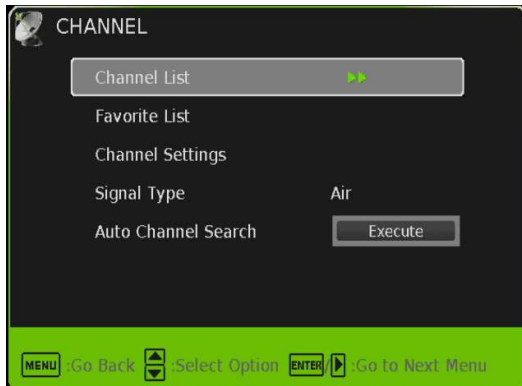 CHANNEL
Channel List
Favorite List
Channel Settings
Signal Type Air
Auto Channel Search Execute
MENU :Go Back :Select Option ENTER/ :Go to Next Menu